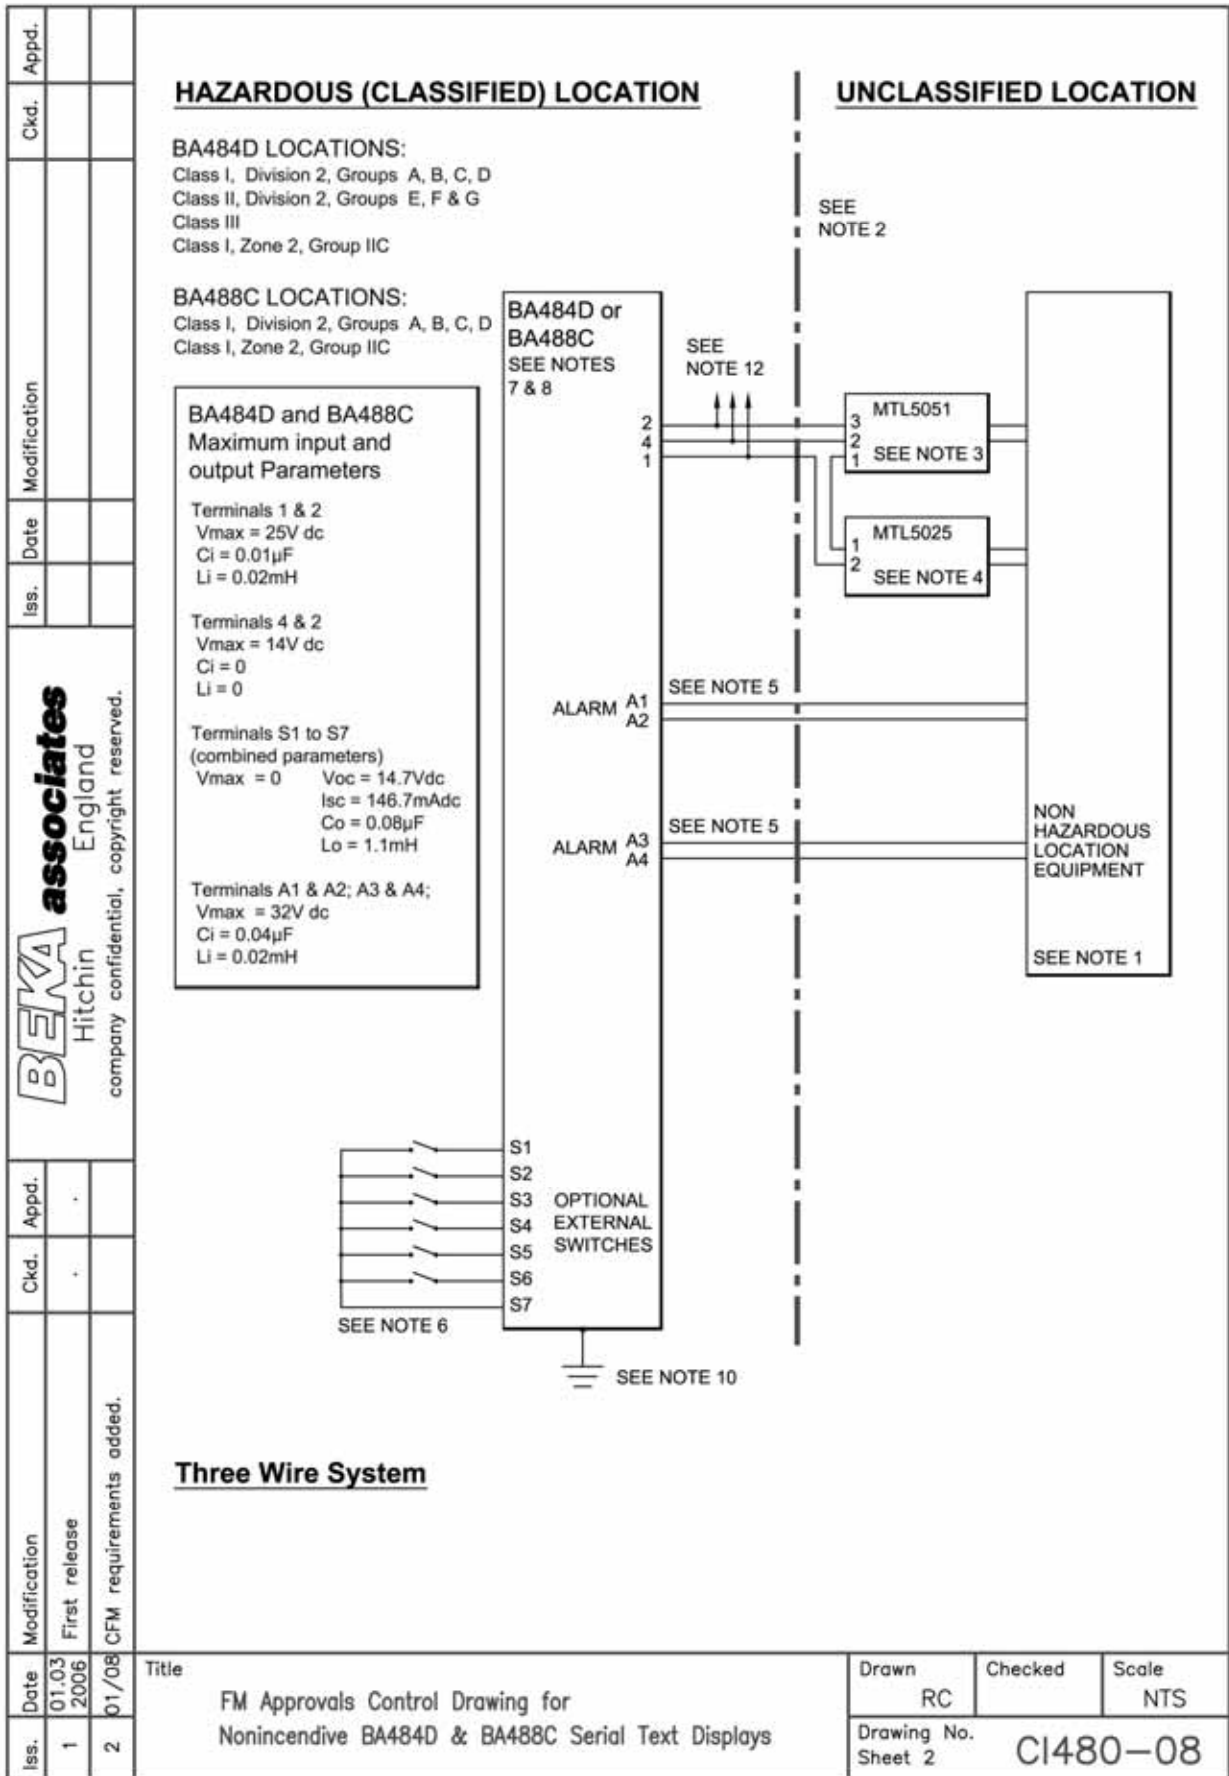 HAZARDOUS (CLASSIFIED) LOCATION
UNCLASSIFIED LOCATION
BA484D LOCATIONS:
Class I, Division 2, Groups A, B, C, D
Class II, Division 2, Groups E, F & G
Class III
Class I, Zone 2, Group IIC
SEE
NOTE 2
BA488C LOCATIONS:
Class I, Division 2, Groups A, B, C, D
Class I, Zone 2, Group IIC
BA484D or
BA488C
SEE NOTES
7 & 8
SEE
NOTE 12
2
4
1
MTL5051
3
2
1
SEE NOTE 3
MTL5025
1
2
SEE NOTE 4
BA484D and BA488C
Maximum input and
output Parameters
Terminals 1 & 2
Vmax = 25V dc
Ci = 0.01µF
Li = 0.02mH
Terminals 4 & 2
Vmax = 14V dc
Ci = 0
Li = 0
Terminals S1 to S7
(combined parameters)
Vmax = 0 Voc = 14.7Vdc
Isc = 146.7mAdc
Co = 0.08µF
Lo = 1.1mH
Terminals A1 & A2; A3 & A4;
Vmax = 32V dc
Ci = 0.04µF
Li = 0.02mH
SEE NOTE 5
ALARM A1
A2
SEE NOTE 5
ALARM A3
A4
NON
HAZARDOUS
LOCATION
EQUIPMENT
SEE NOTE 1
S1
S2
S3
S4
S5
S6
S7
OPTIONAL
EXTERNAL
SWITCHES
SEE NOTE 6
SEE NOTE 10
Three Wire System
Iss. Date Modification Ckd. Appd.
BEKA associates
Hitchin England
company confidential, copyright reserved.
Iss. Date Modification Ckd. Appd.
1 01.03 2006 First release . .
2 01/08 CFM requirements added.
Title
FM Approvals Control Drawing for
Nonincendive BA484D & BA488C Serial Text Displays
Drawn
RC
Checked
Scale
NTS
Drawing No.
Sheet 2
CI480-08